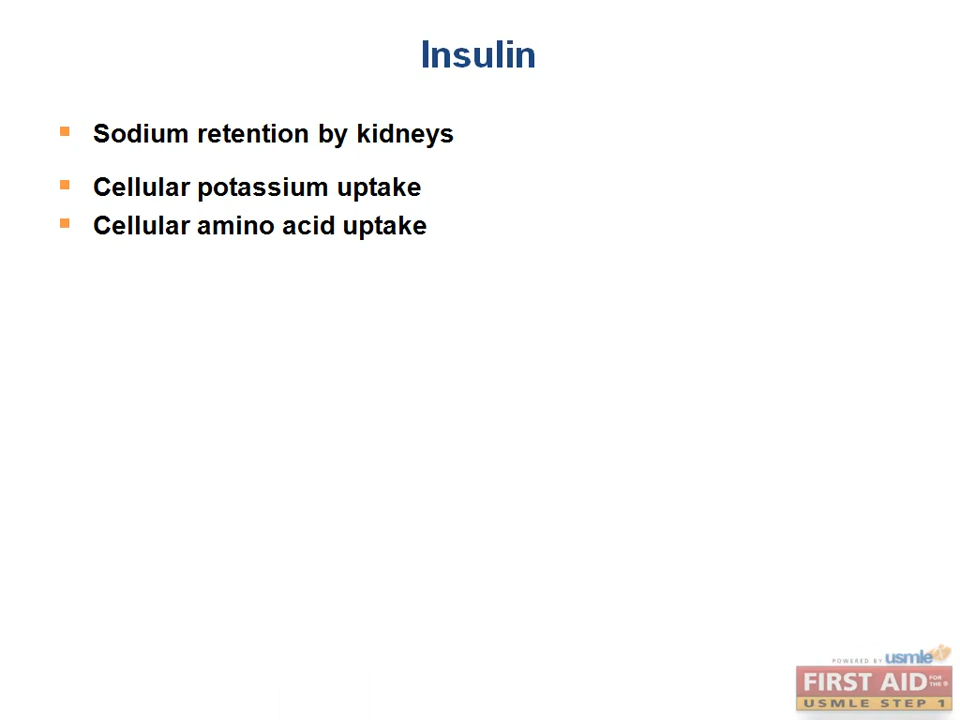 Insulin
Sodium retention by kidneys
Cellular potassium uptake
Cellular amino acid uptake
POWERED BY usmle
FIRST AID FOR THE®
USMLE STEP 1